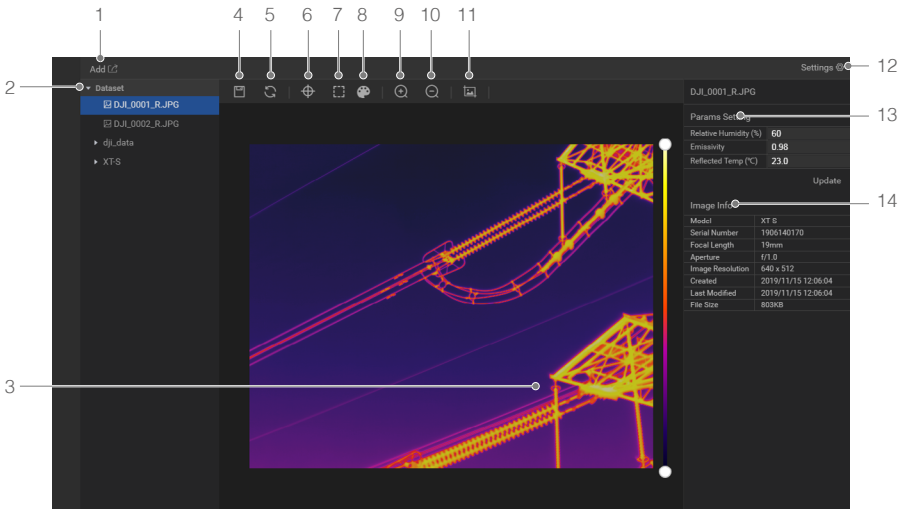 1 4 5 6 7 8 9 10 11
Add
Settings
12
2
Dataset
DJI_0001_R.JPG
DJI_0002_R.JPG
dji_data
XT-S
DJI_0001_R.JPG
Params Setting
13
Relative Humidity (%) 60
Emissivity 0.98
Reflected Temp (℃) 23.0
Update
Image Info
14
Model XT S
Serial Number 1906140170
Focal Length 19mm
Aperture f/1.0
Image Resolution 640 x 512
Created 2019/11/15 12:06:04
Last Modified 2019/11/15 12:06:04
File Size 803KB
3